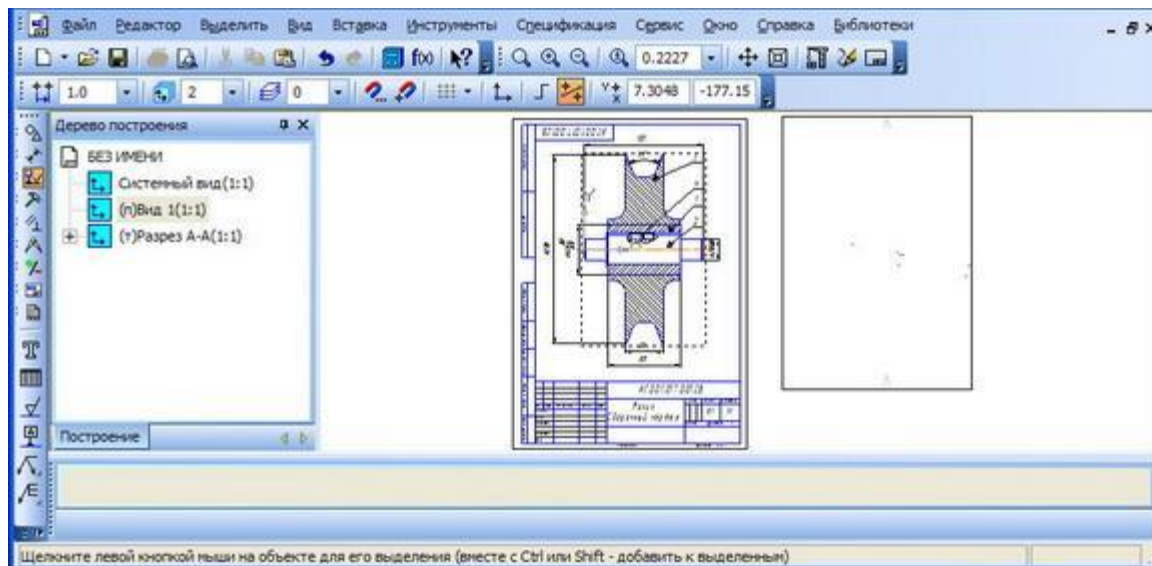 Файл Редактор Выделить Вид Вставка Инструменты Спецификация Сервис Окно Справка Библиотеки
f(x) 0.2227
1.0 2 0 7.3048 -177.15
Дерево построения
БЕЗ ИМЕНИ
Системный вид(1:1)
(п)Вид 1(1:1)
(т)Разрез А-А(1:1)
Построение
Сборочный чертеж
Щелкните левой кнопкой мыши на объекте для его выделения (вместе с Ctrl или Shift - добавить к выделенным)